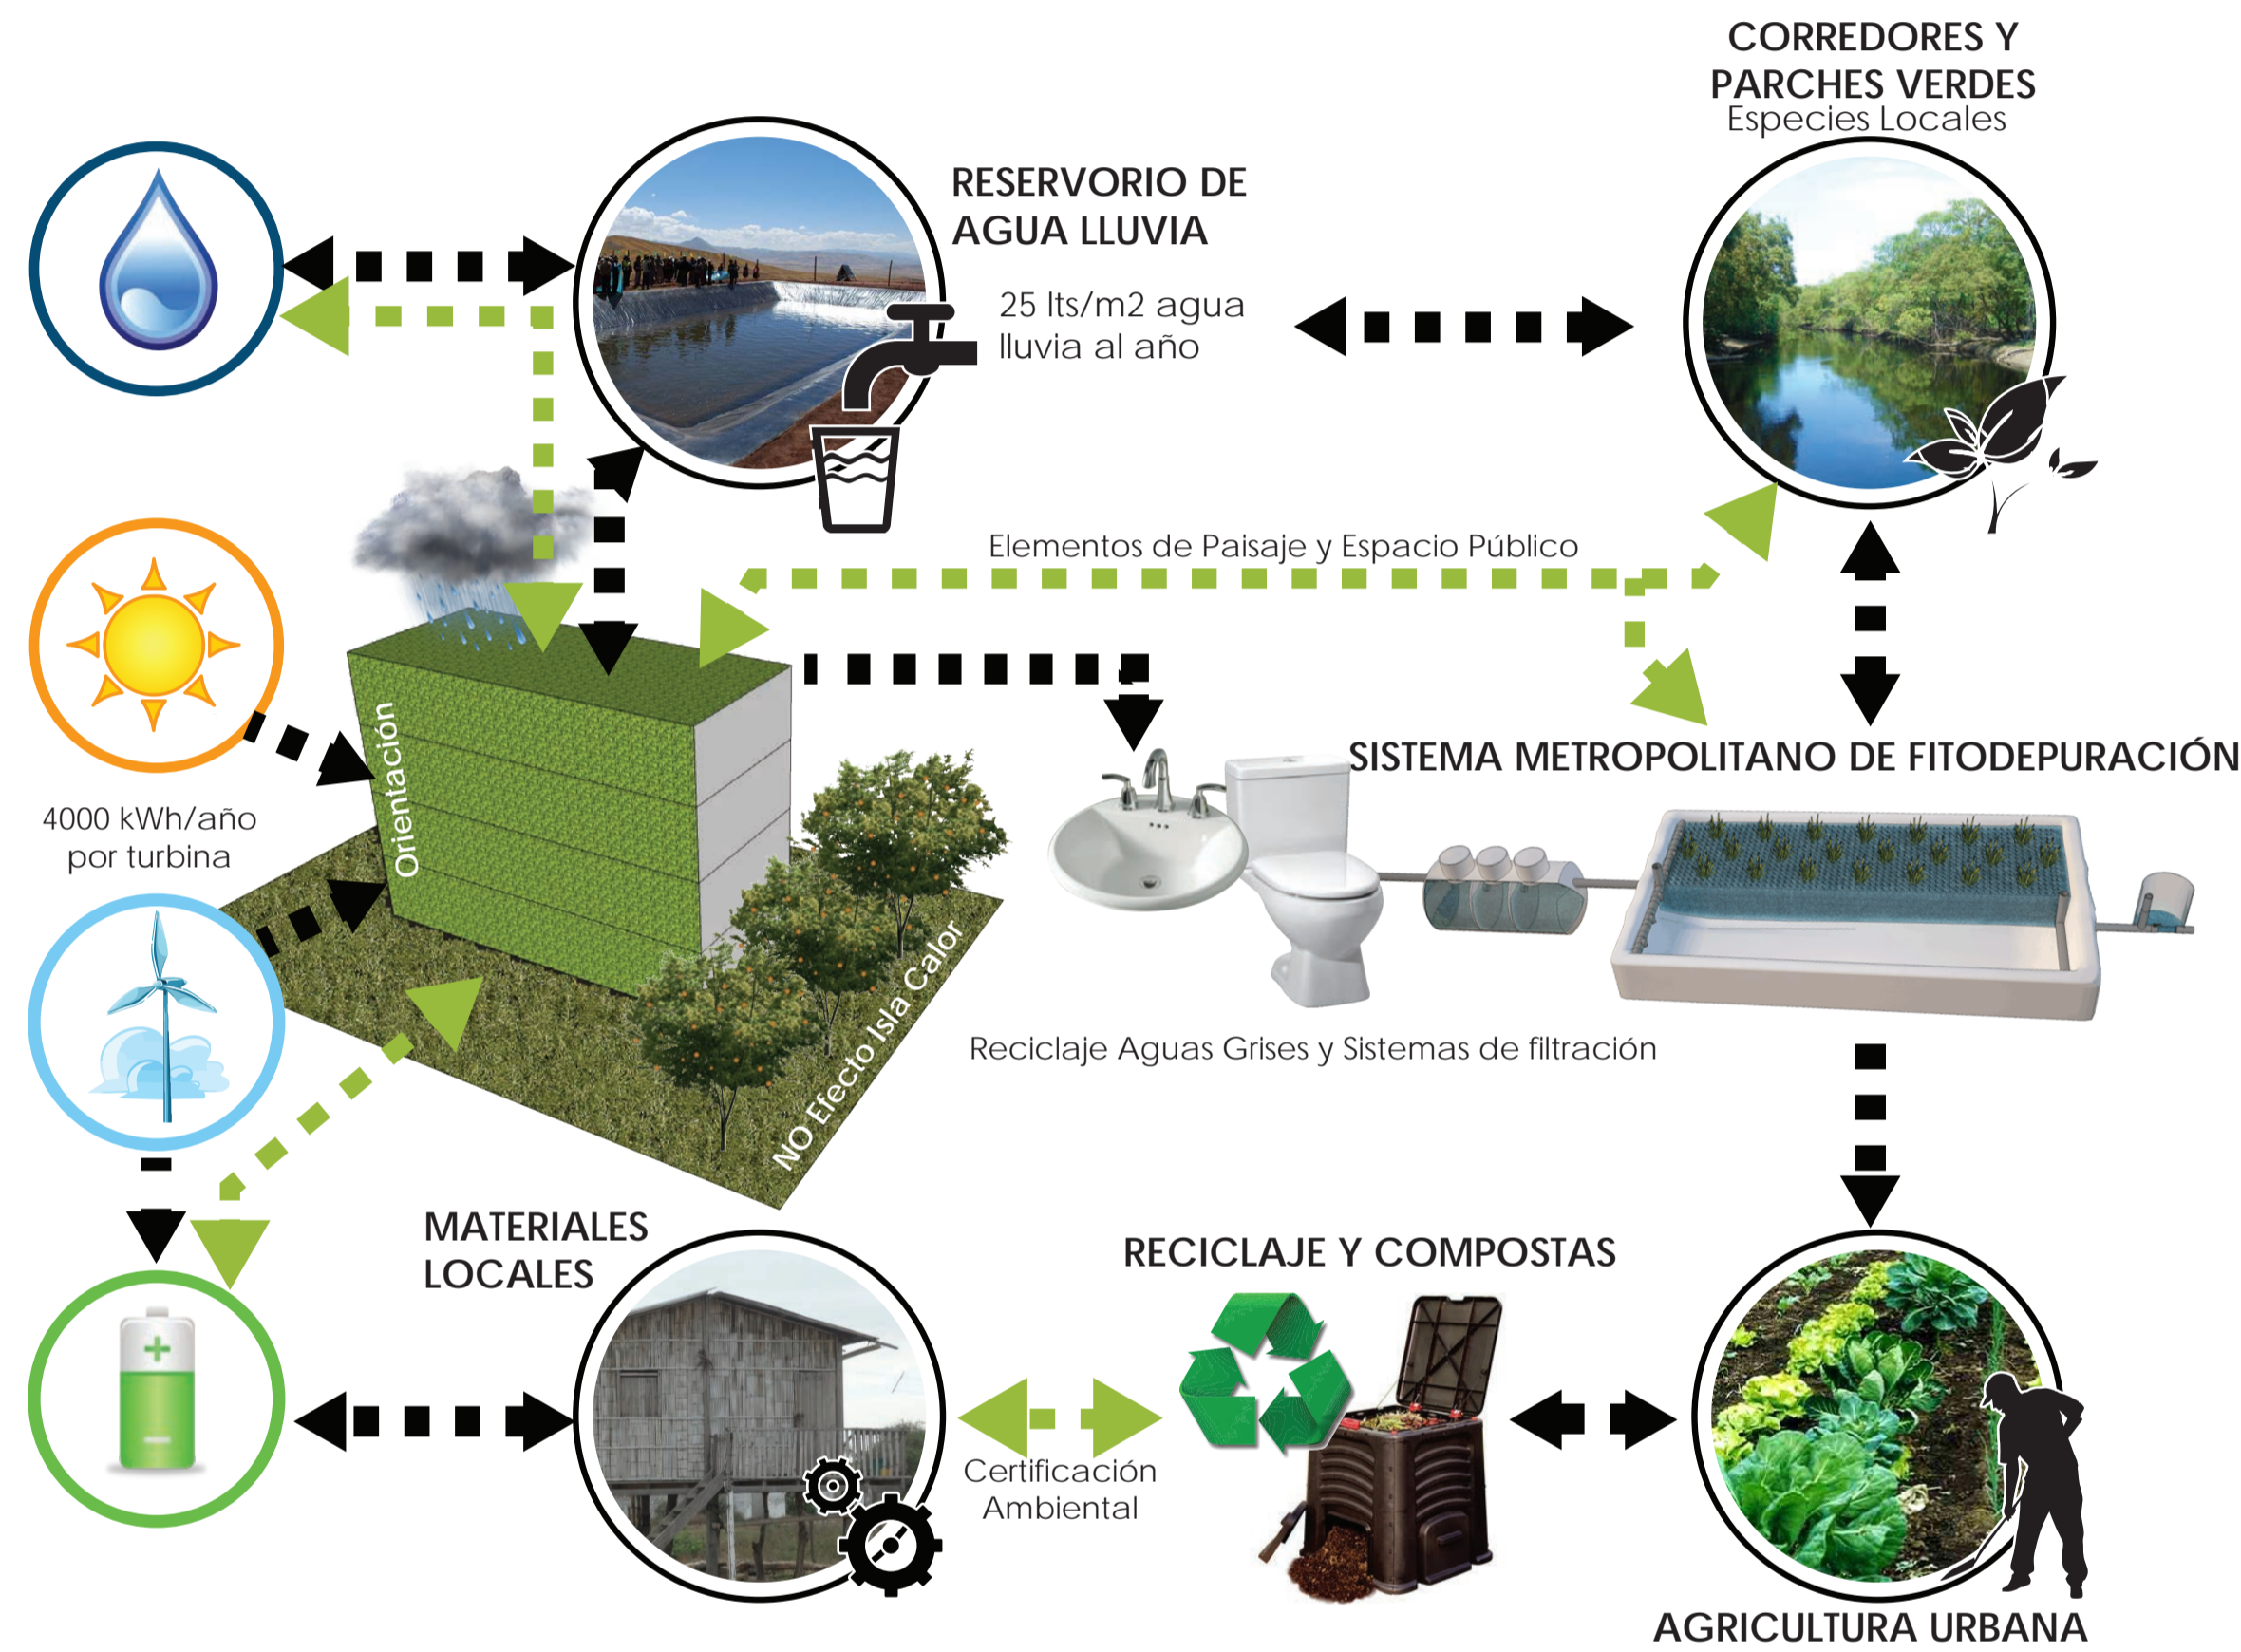 CORREDORES Y
PARCHES VERDES
Especies Locales
RESERVORIO DE
AGUA LLUVIA
25 lts/m2 agua
lluvia al año
Elementos de Paisaje y Espacio Público
Orientación
SISTEMA METROPOLITANO DE FITODEPURACIÓN
4000 kWh/año
por turbina
NO Efecto Isla Calor
Reciclaje Aguas Grises y Sistemas de filtración
MATERIALES
LOCALES
RECICLAJE Y COMPOSTAS
Certificación
Ambiental
AGRICULTURA URBANA